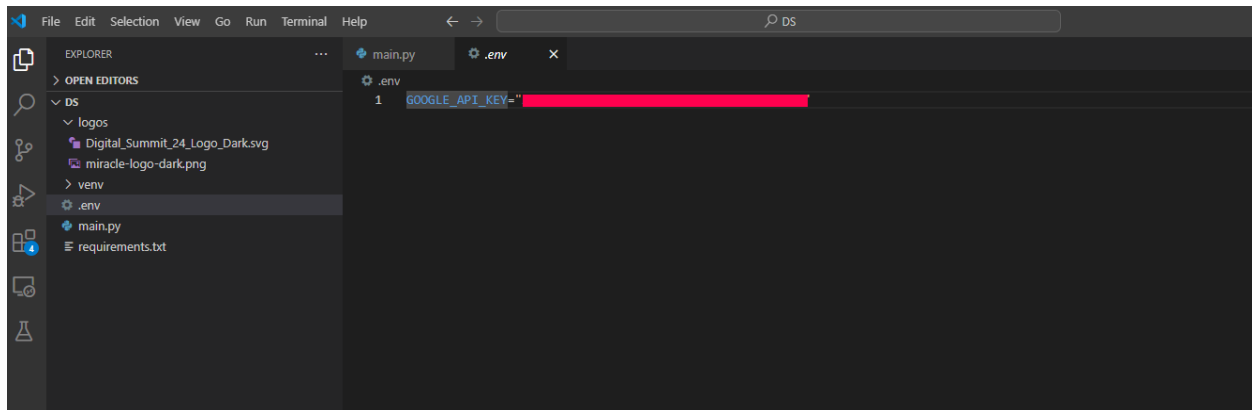 File Edit Selection View Go Run Terminal Help
DS
EXPLORER
main.py
.env
OPEN EDITORS
.env
DS
1 GOOGLE_API_KEY="
logos
Digital_Summit_24_Logo_Dark.svg
miracle-logo-dark.png
venv
.env
main.py
requirements.txt
4